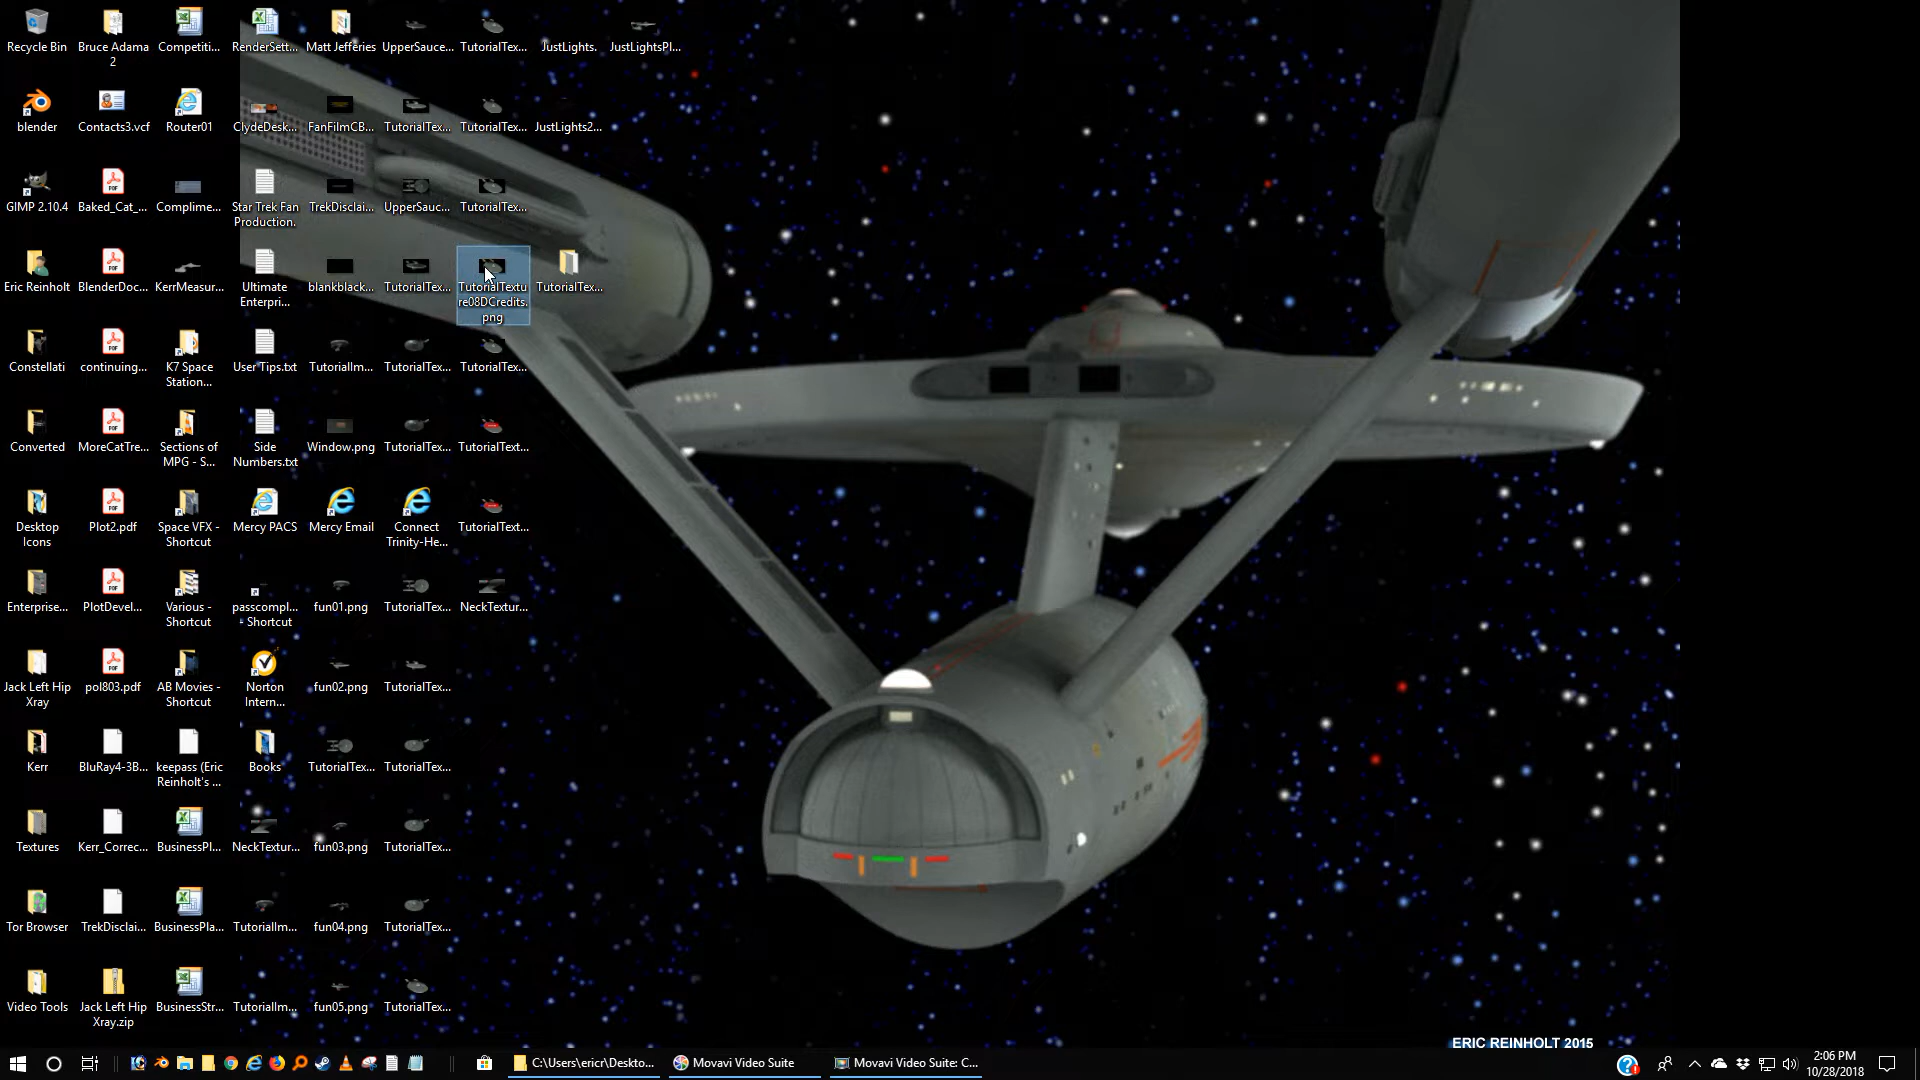 Recycle Bin
Bruce Adama
2
Competiti...
RenderSett...
Matt Jefferies
UpperSauce...
TutorialTex...
JustLights.
JustLightsPl...
blender
Contacts3.vcf
Router01
ClydeDesk...
FanFilmCB...
TutorialTex...
TutorialTex...
JustLights2...
GIMP 2.10.4
Baked_Cat_...
Complime...
Star Trek Fan
Production.
TrekDisclai...
UpperSauc...
TutorialTex...
Eric Reinholt
BlenderDoc...
KerrMeasur...
Ultimate
Enterpri...
blankblack...
TutorialTex...
TutorialTextu
re08DCredits.
png
TutorialTex...
Constellati
continuing...
K7 Space
Station...
User Tips.txt
TutorialIm...
TutorialTex...
TutorialTex...
Converted
MoreCatTre...
Sections of
MPG - S...
Side
Numbers.txt
Window.png
TutorialTex...
TutorialText...
Desktop
Icons
Plot2.pdf
Space VFX -
Shortcut
Mercy PACS
Mercy Email
Connect
Trinity-He...
TutorialText...
Enterprise...
PlotDevel...
Various -
Shortcut
passcompl...
- Shortcut
fun01.png
TutorialTex...
NeckTextur...
Jack Left Hip
Xray
pol803.pdf
AB Movies -
Shortcut
Norton
Intern...
fun02.png
TutorialTex...
Kerr
BluRay4-3B...
keepass (Eric
Reinholt's ...
Books
TutorialTex...
TutorialTex...
Textures
Kerr_Correc...
BusinessPl...
NeckTextur...
fun03.png
TutorialTex...
Tor Browser
TrekDisclai...
BusinessPla...
TutorialIm...
fun04.png
TutorialTex...
Video Tools
Jack Left Hip
Xray.zip
BusinessStr...
TutorialIm...
fun05.png
TutorialTex...
ERIC REINHOLT 2015
C:\Users\ericr\Deskto...
Movavi Video Suite
Movavi Video Suite: C...
2:06 PM
10/28/2018